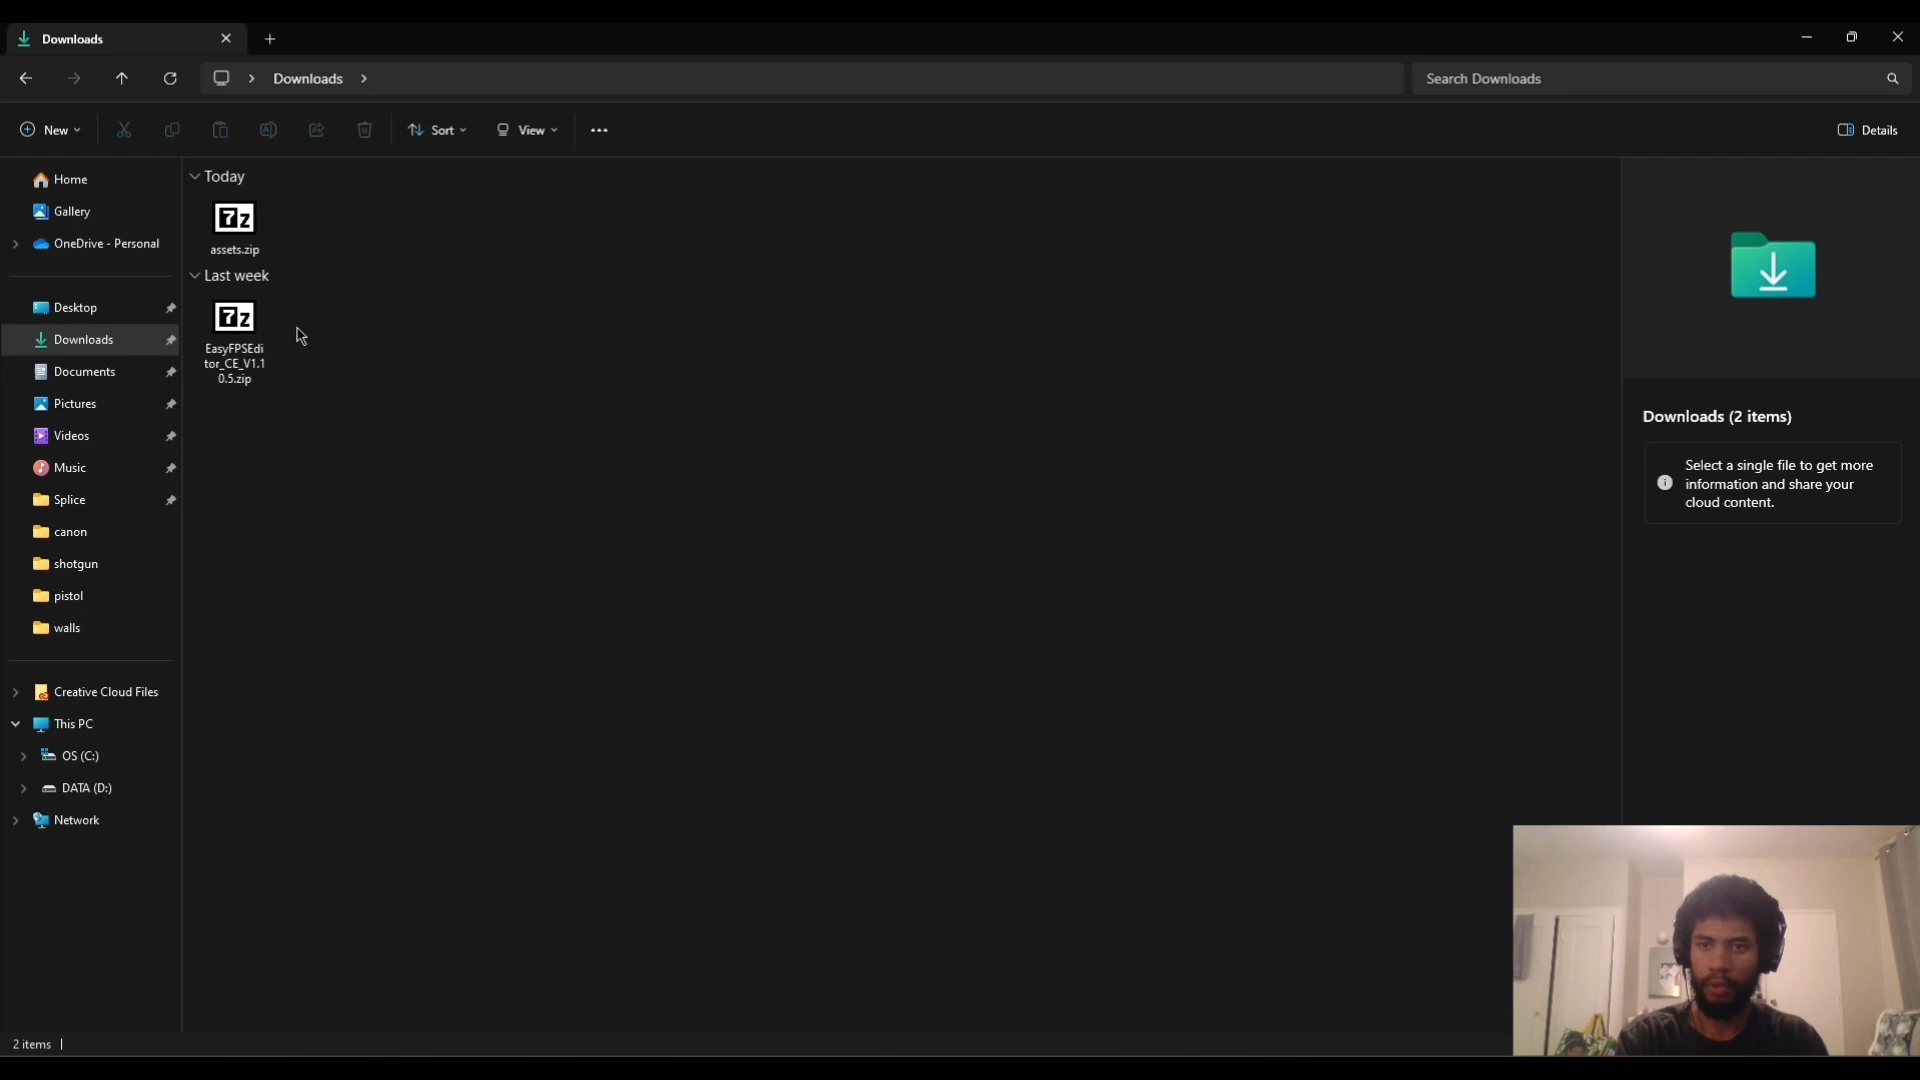 Downloads
Downloads
Search Downloads
New
Sort
View
Details
Home
Gallery
OneDrive - Personal
Desktop
Downloads
Documents
Pictures
Videos
Music
Splice
canon
shotgun
pistol
walls
Creative Cloud Files
This PC
OS (C:)
DATA (D:)
Network
Today
7z
assets.zip
Last week
7z
EasyFPSEdi
tor_CE_V1.1
0.5.zip
Downloads (2 items)
Select a single file to get more
information and share your
cloud content.
2 items